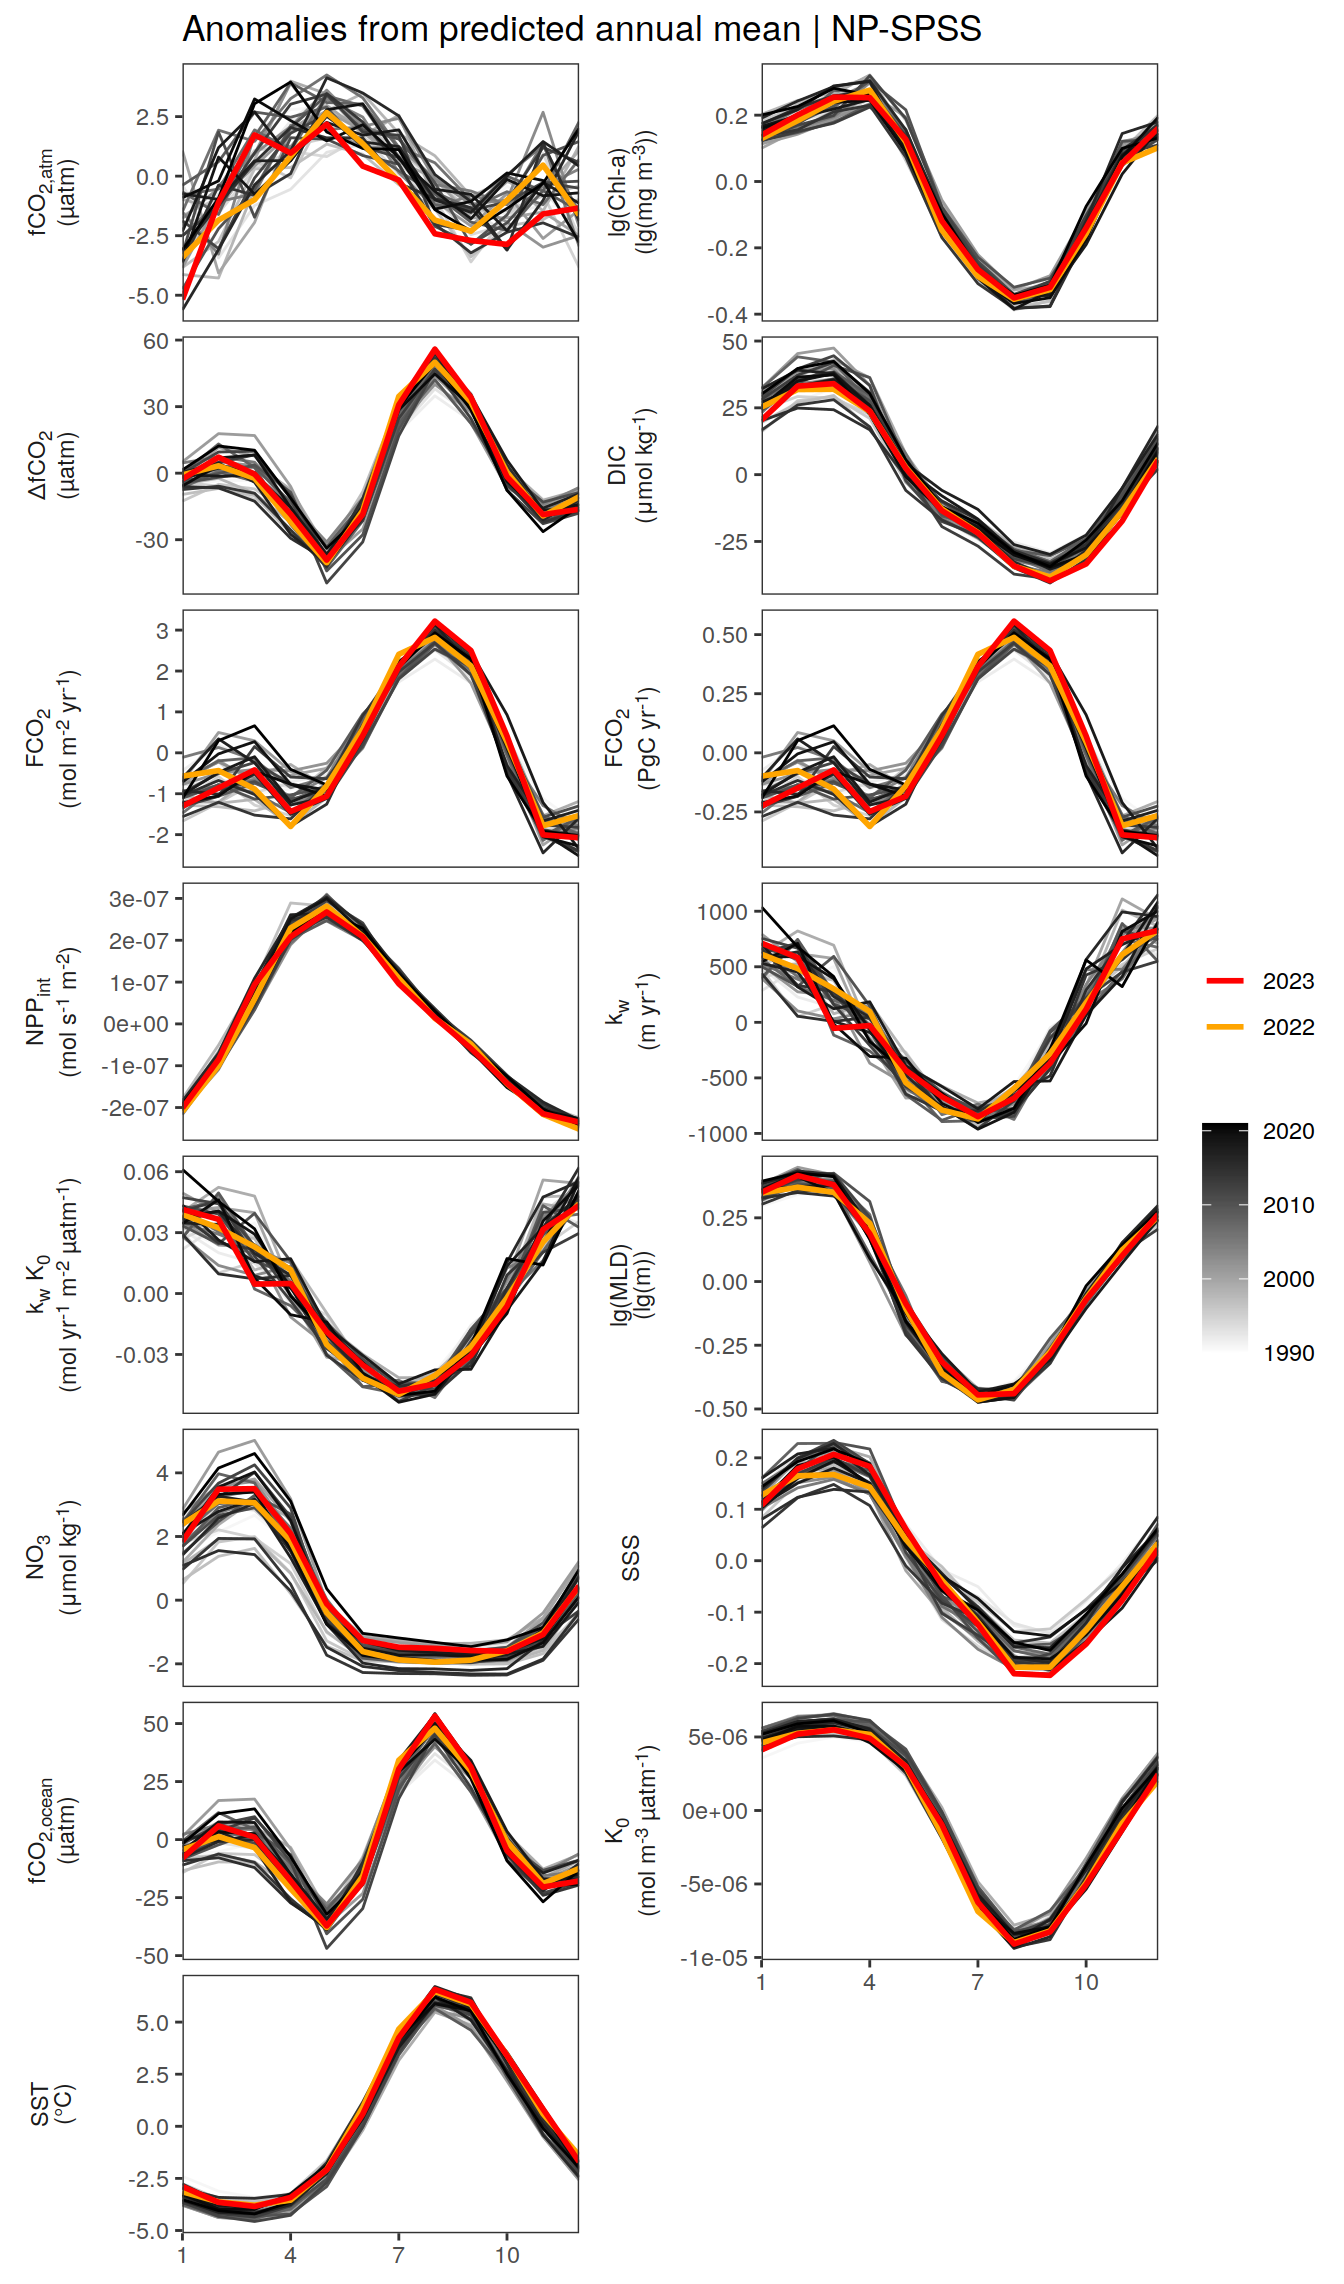 Anomalies from predicted annual mean | NP-SPSS
fCO2,atm
(µatm)
2.5
0.0
-2.5
-5.0
lg(Chl-a)
(lg(mg m-3))
0.2
0.0
-0.2
-0.4
ΔfCO2
(µatm)
60
30
0
-30
DIC
(µmol kg-1)
50
25
0
-25
FCO2
(mol m-2 yr-1)
3
2
1
0
-1
-2
FCO2
(PgC yr-1)
0.50
0.25
0.00
-0.25
NPPint
(mol s-1 m-2)
3e-07
2e-07
1e-07
0e+00
-1e-07
-2e-07
kw
(m yr-1)
1000
500
0
-500
-1000
2023
2022
kw K0
(mol yr-1 m-2 µatm-1)
0.06
0.03
0.00
-0.03
lg(MLD)
(lg(m))
0.25
0.00
-0.25
-0.50
2020
2010
2000
1990
NO3
(µmol kg-1)
4
2
0
-2
SSS
0.2
0.1
0.0
-0.1
-0.2
fCO2,ocean
(µatm)
50
25
0
-25
-50
K0
(mol m-3 µatm-1)
5e-06
0e+00
-5e-06
-1e-05
1 4 7 10
SST
(°C)
5.0
2.5
0.0
-2.5
-5.0
1 4 7 10